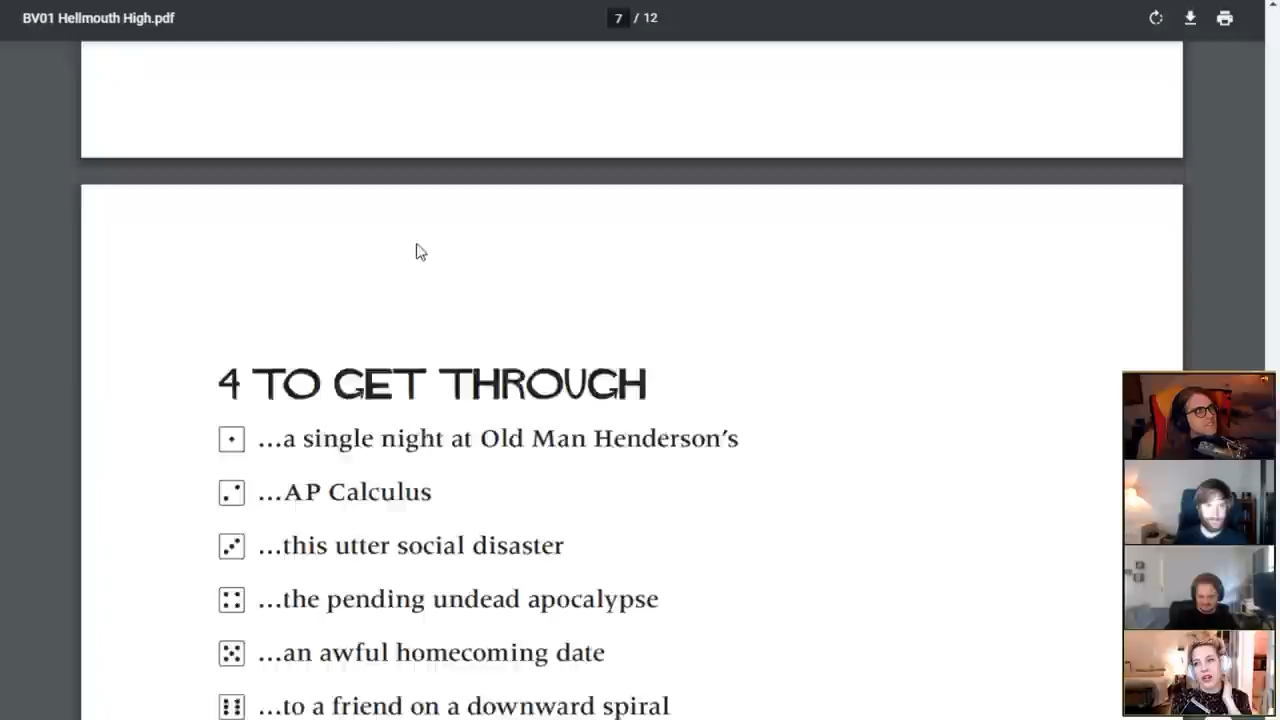 BV01 Hellmouth High.pdf
7 / 12
4 TO GET THROUGH
...a single night at Old Man Henderson's
...AP Calculus
...this utter social disaster
...the pending undead apocalypse
...an awful homecoming date
...to a friend on a downward spiral